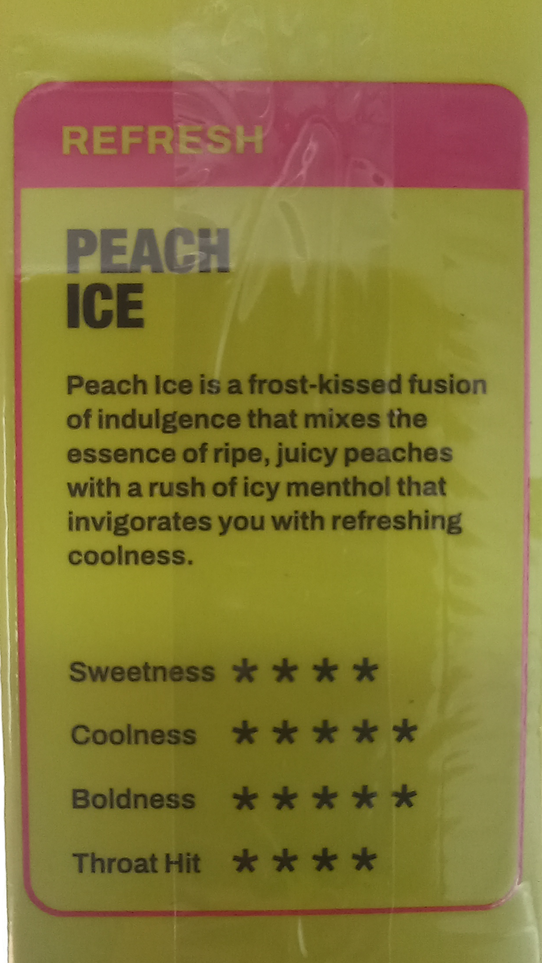 REFRESH
PEACH
ICE
Peach Ice is a frost-kissed fusion
of indulgence that mixes the
essence of ripe, juicy peaches
with a rush of icy menthol that
invigorates you with refreshing
coolness.
Sweetness ★ ★ ★ ★
Coolness ★ ★ ★ ★ ★
Boldness ★ ★ ★ ★ ★
Throat Hit ★ ★ ★ ★